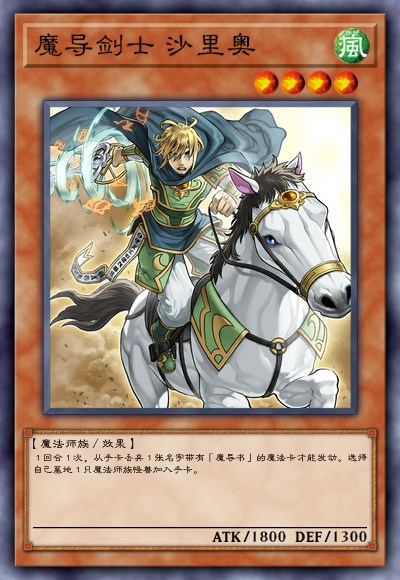 魔导剑士 沙里奥
風
【魔法师族／效果】
1回合1次，从手卡丢弃1张名字带有「魔导书」的魔法卡才能发动。选择
自己墓地1只魔法师族怪兽加入手卡。
ATK/1800 DEF/1300